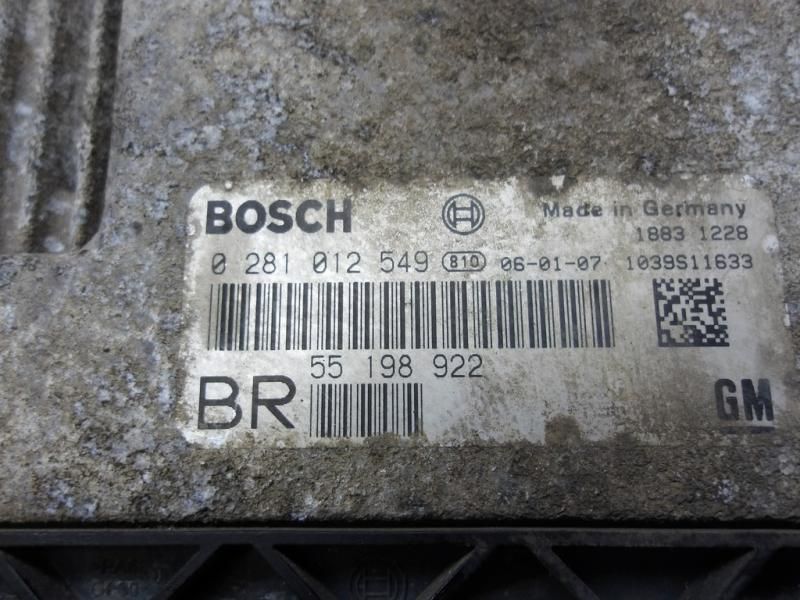 BOSCH Made in Germany
1883 1228
0 281 012 549 810 06-01-07 1039S11633
55 198 922
BR GM